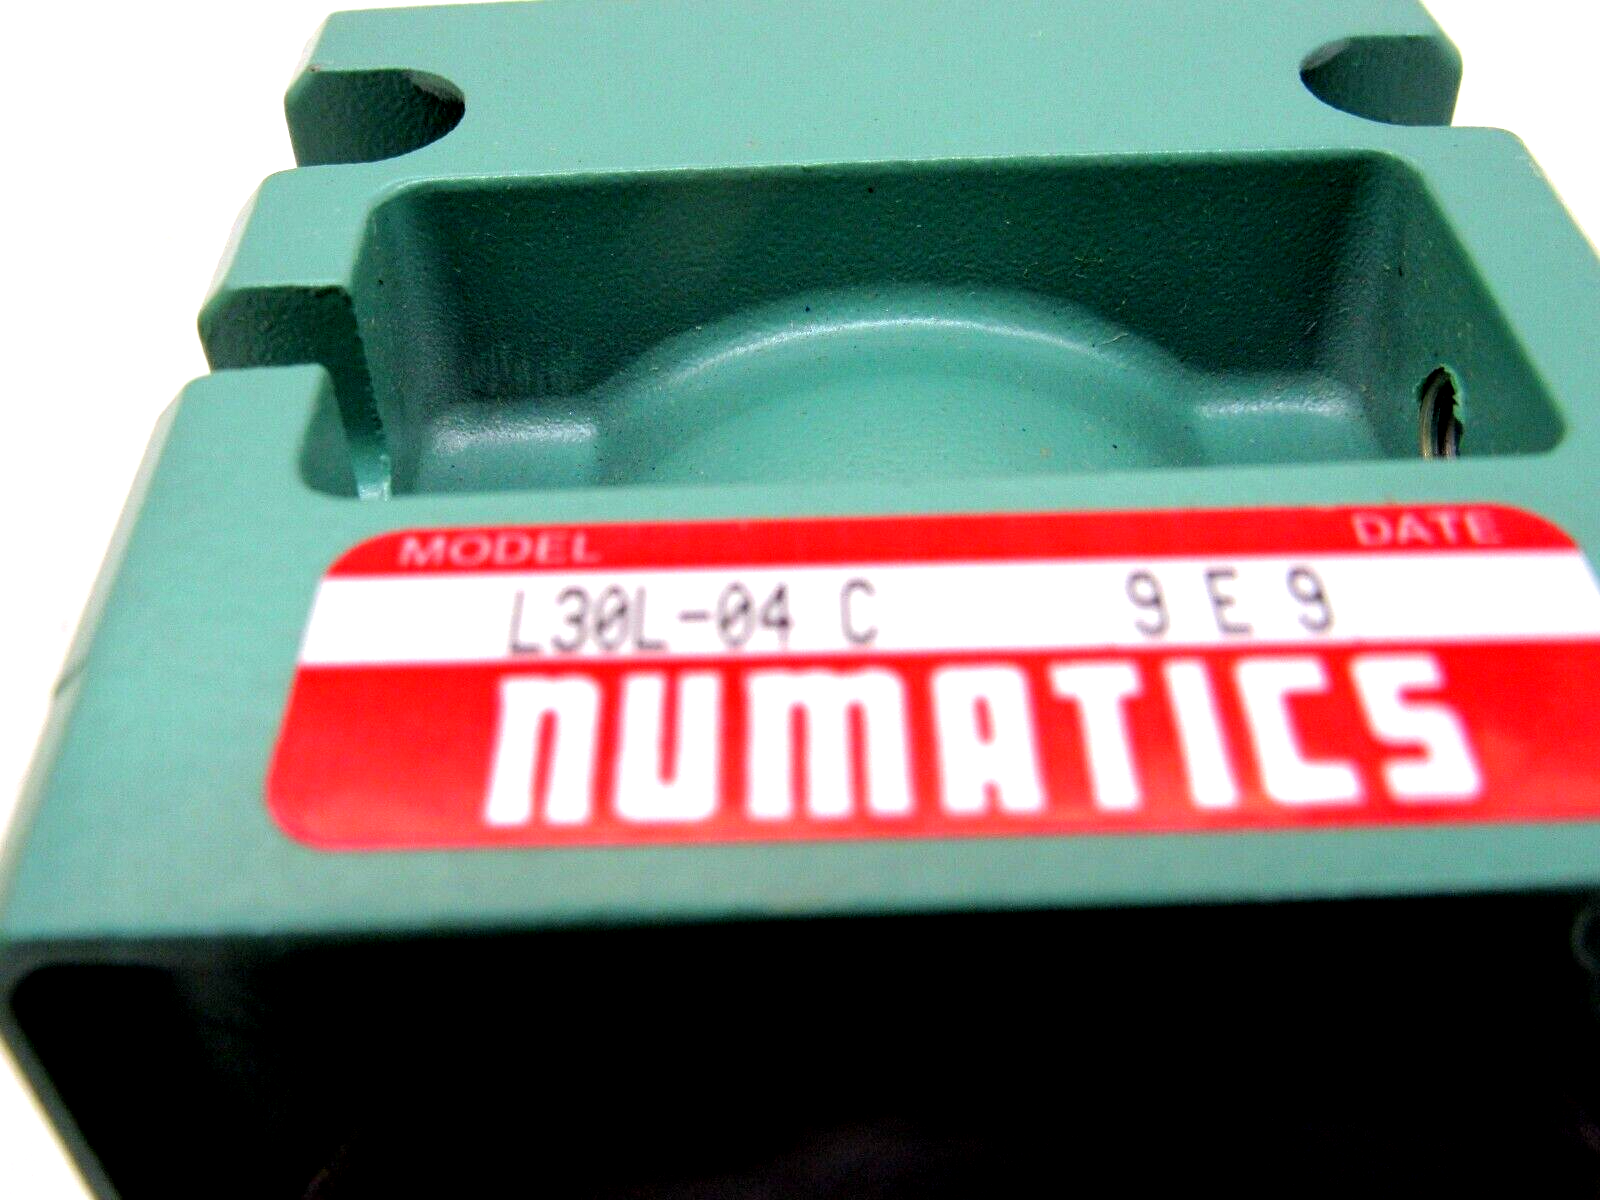 MODEL DATE
L30L-04 C 9 E 9
NUMATICS